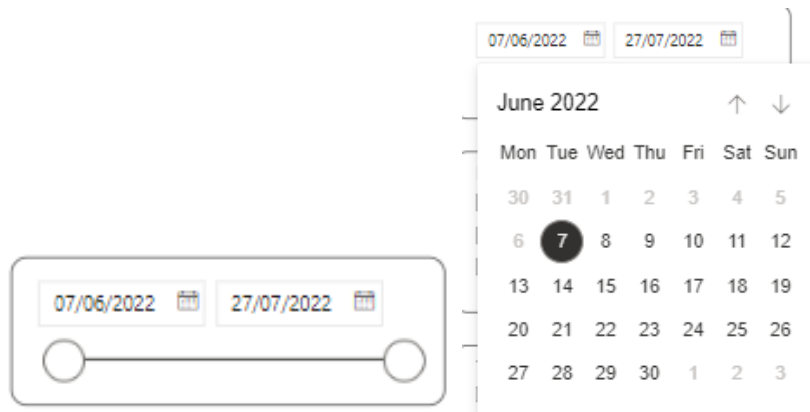 07/06/2022 27/07/2022
June 2022
Mon Tue Wed Thu Fri Sat Sun
30 31 1 2 3 4 5
6 7 8 9 10 11 12
13 14 15 16 17 18 19
20 21 22 23 24 25 26
27 28 29 30 1 2 3
07/06/2022 27/07/2022